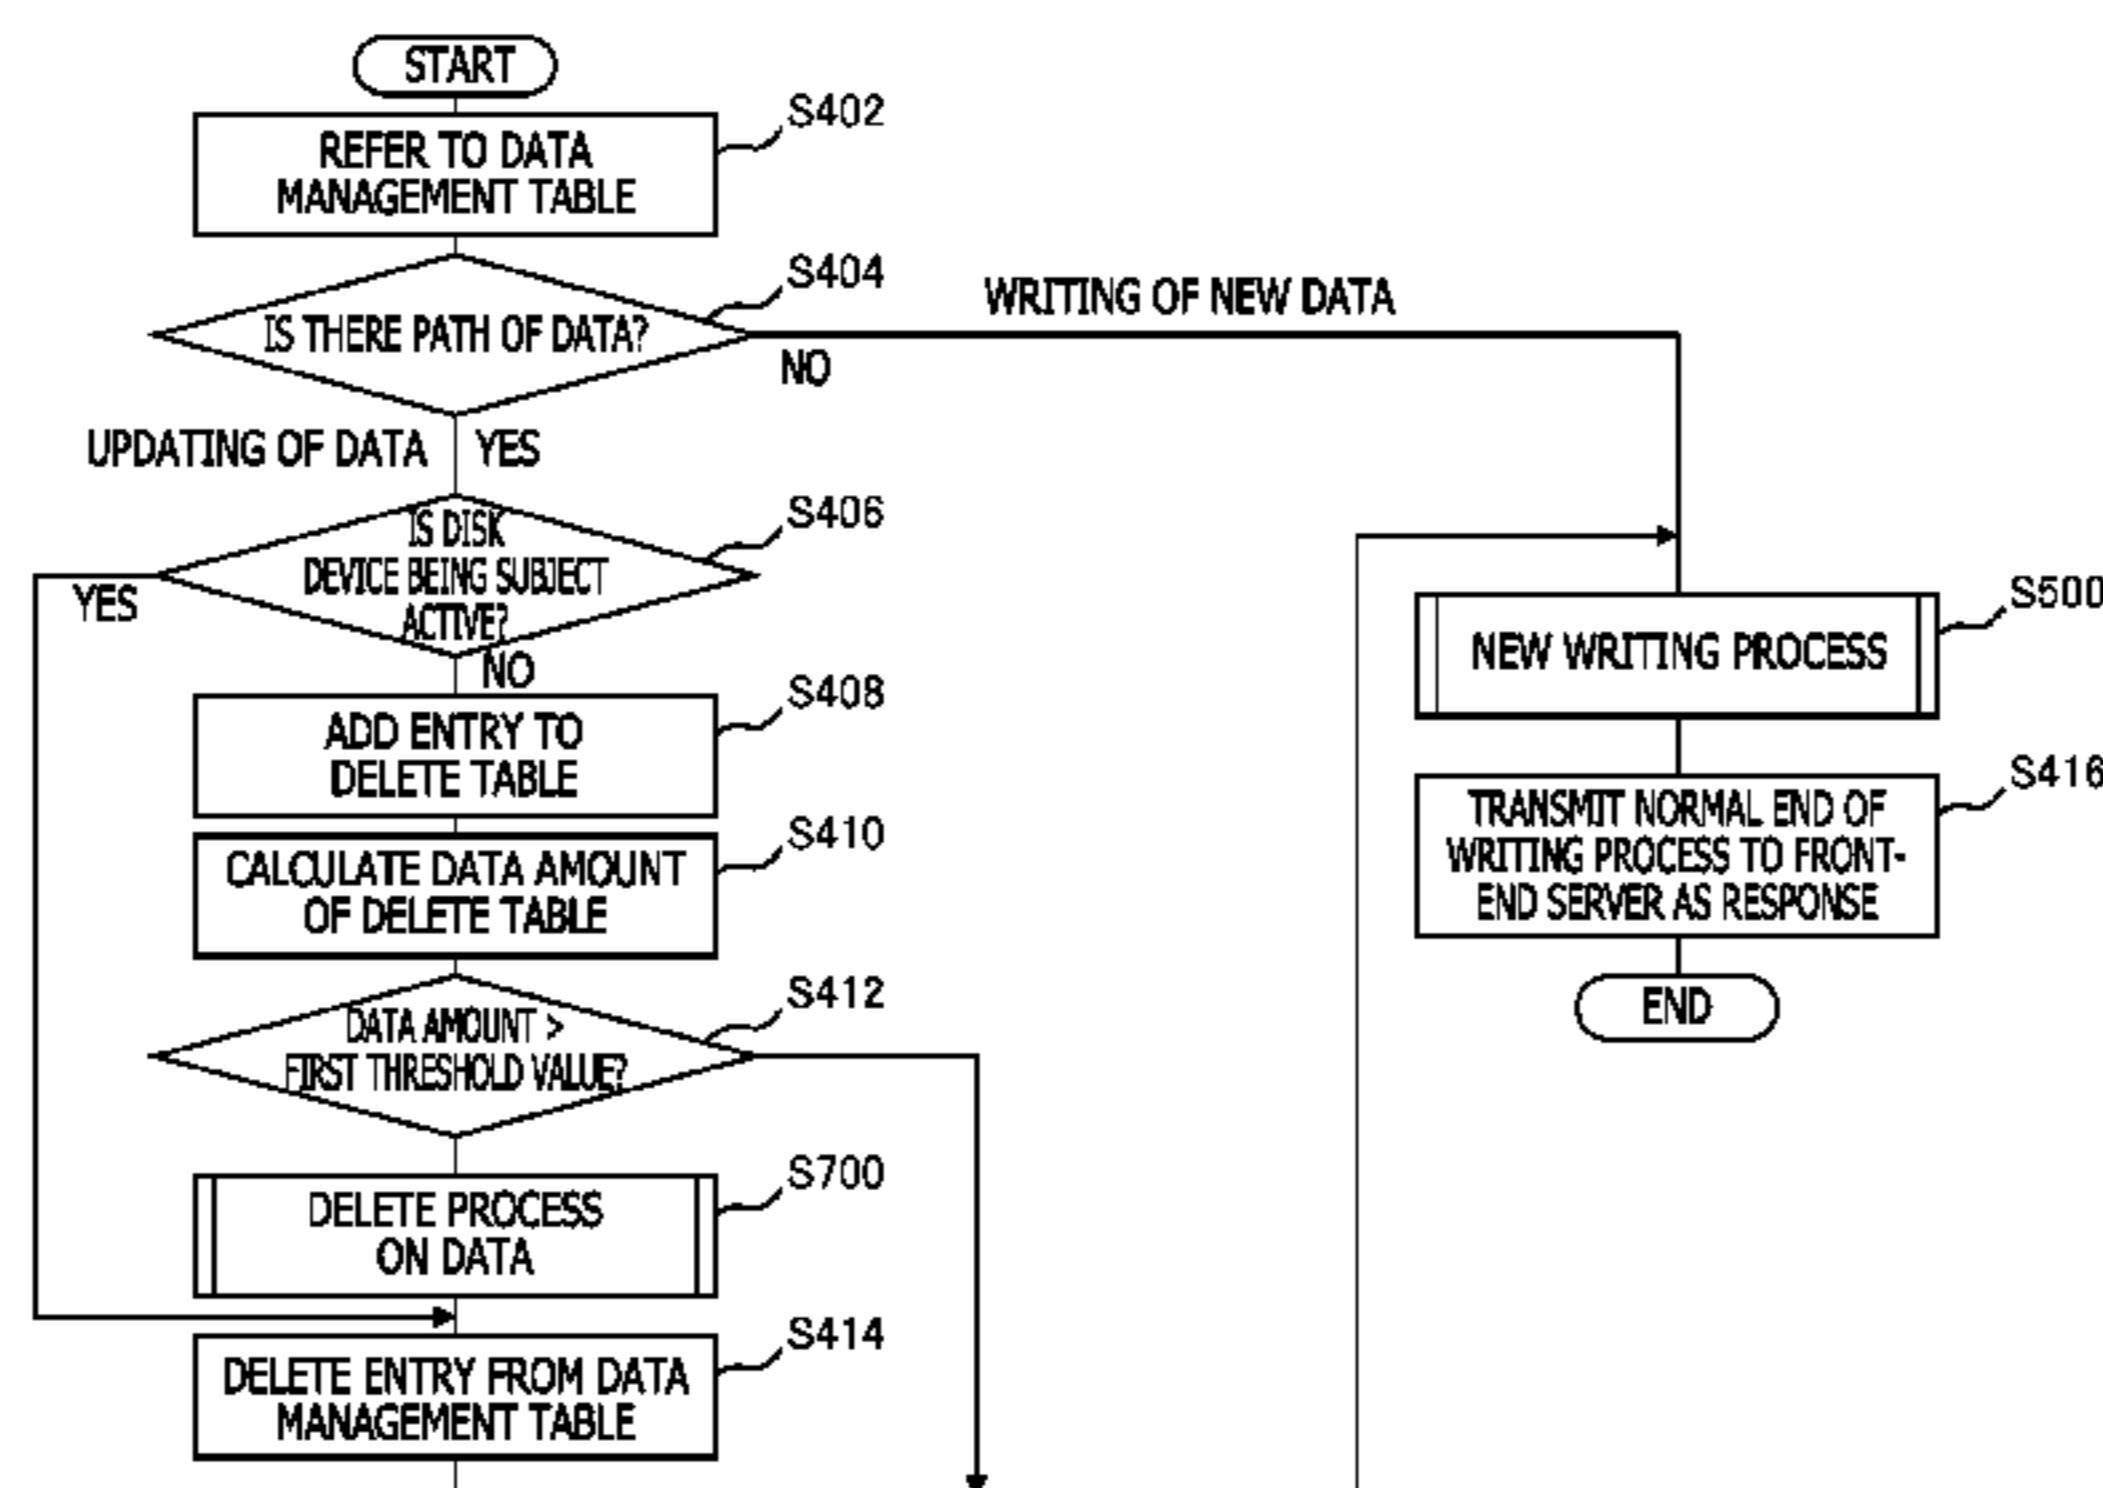 START
S402
REFER TO DATA
MANAGEMENT TABLE
S404
IS THERE PATH OF DATA?
WRITING OF NEW DATA
NO
UPDATING OF DATA
YES
S406
IS DISK
DEVICE BEING SUBJECT
ACTIVE?
YES
NO
S408
ADD ENTRY TO
DELETE TABLE
S410
CALCULATE DATA AMOUNT
OF DELETE TABLE
S412
DATA AMOUNT >
FIRST THRESHOLD VALUE?
S700
DELETE PROCESS
ON DATA
S414
DELETE ENTRY FROM DATA
MANAGEMENT TABLE
S500
NEW WRITING PROCESS
S416
TRANSMIT NORMAL END OF
WRITING PROCESS TO FRONT-
END SERVER AS RESPONSE
END